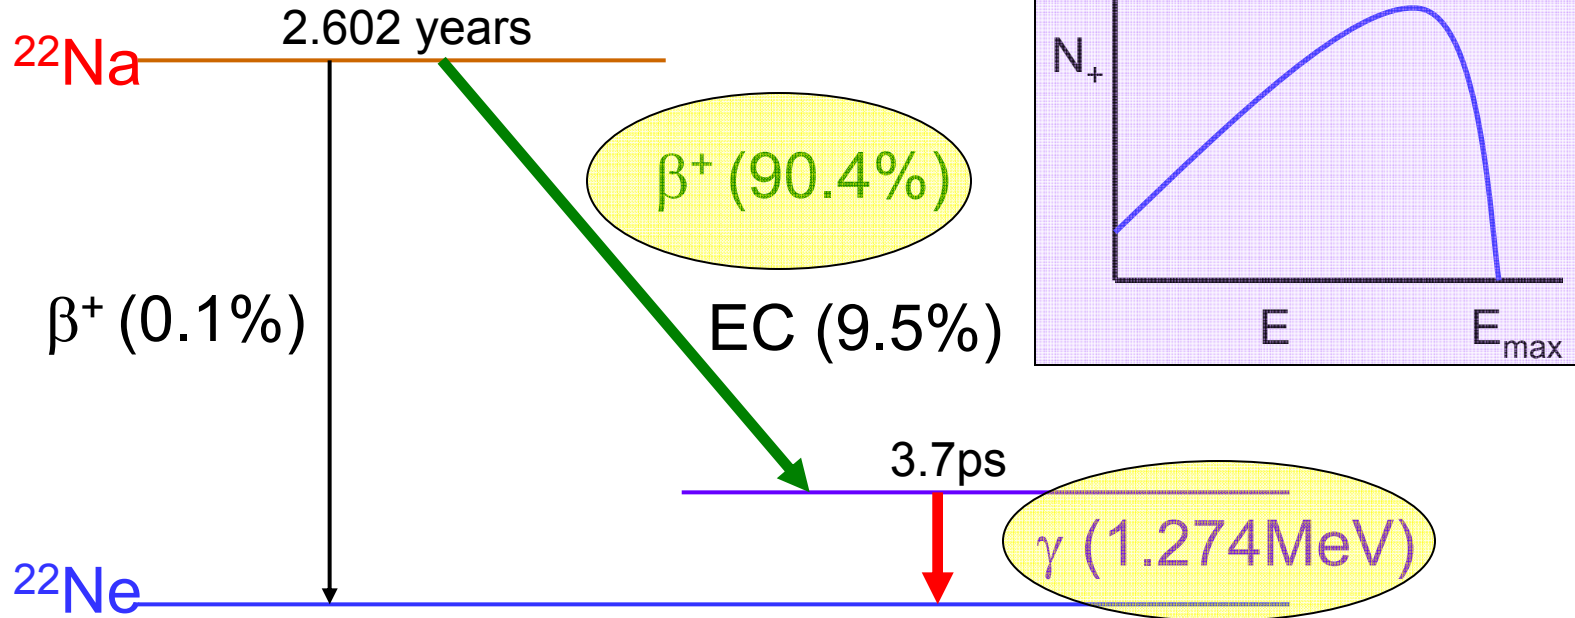 2.602 years
²²Na
N₊
β⁺ (90.4%)
β⁺ (0.1%)
EC (9.5%)
E
Eₘₐₓ
3.7ps
γ (1.274MeV)
²²Ne